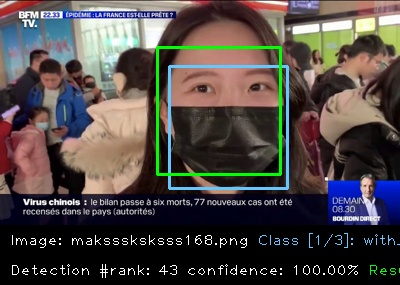 BFM 22:33 ÉPIDÉMIE : LA FRANCE EST-ELLE PRÊTE ?
TV.
Virus chinois : le bilan passe à six morts, 77 nouveaux cas ont été
recensés dans le pays (autorités)
DEMAIN
08.30
BOURDIN DIRECT
Image: makssskskss168.png Class [1/3]: with_
Detection #rank: 43 confidence: 100.00% Res